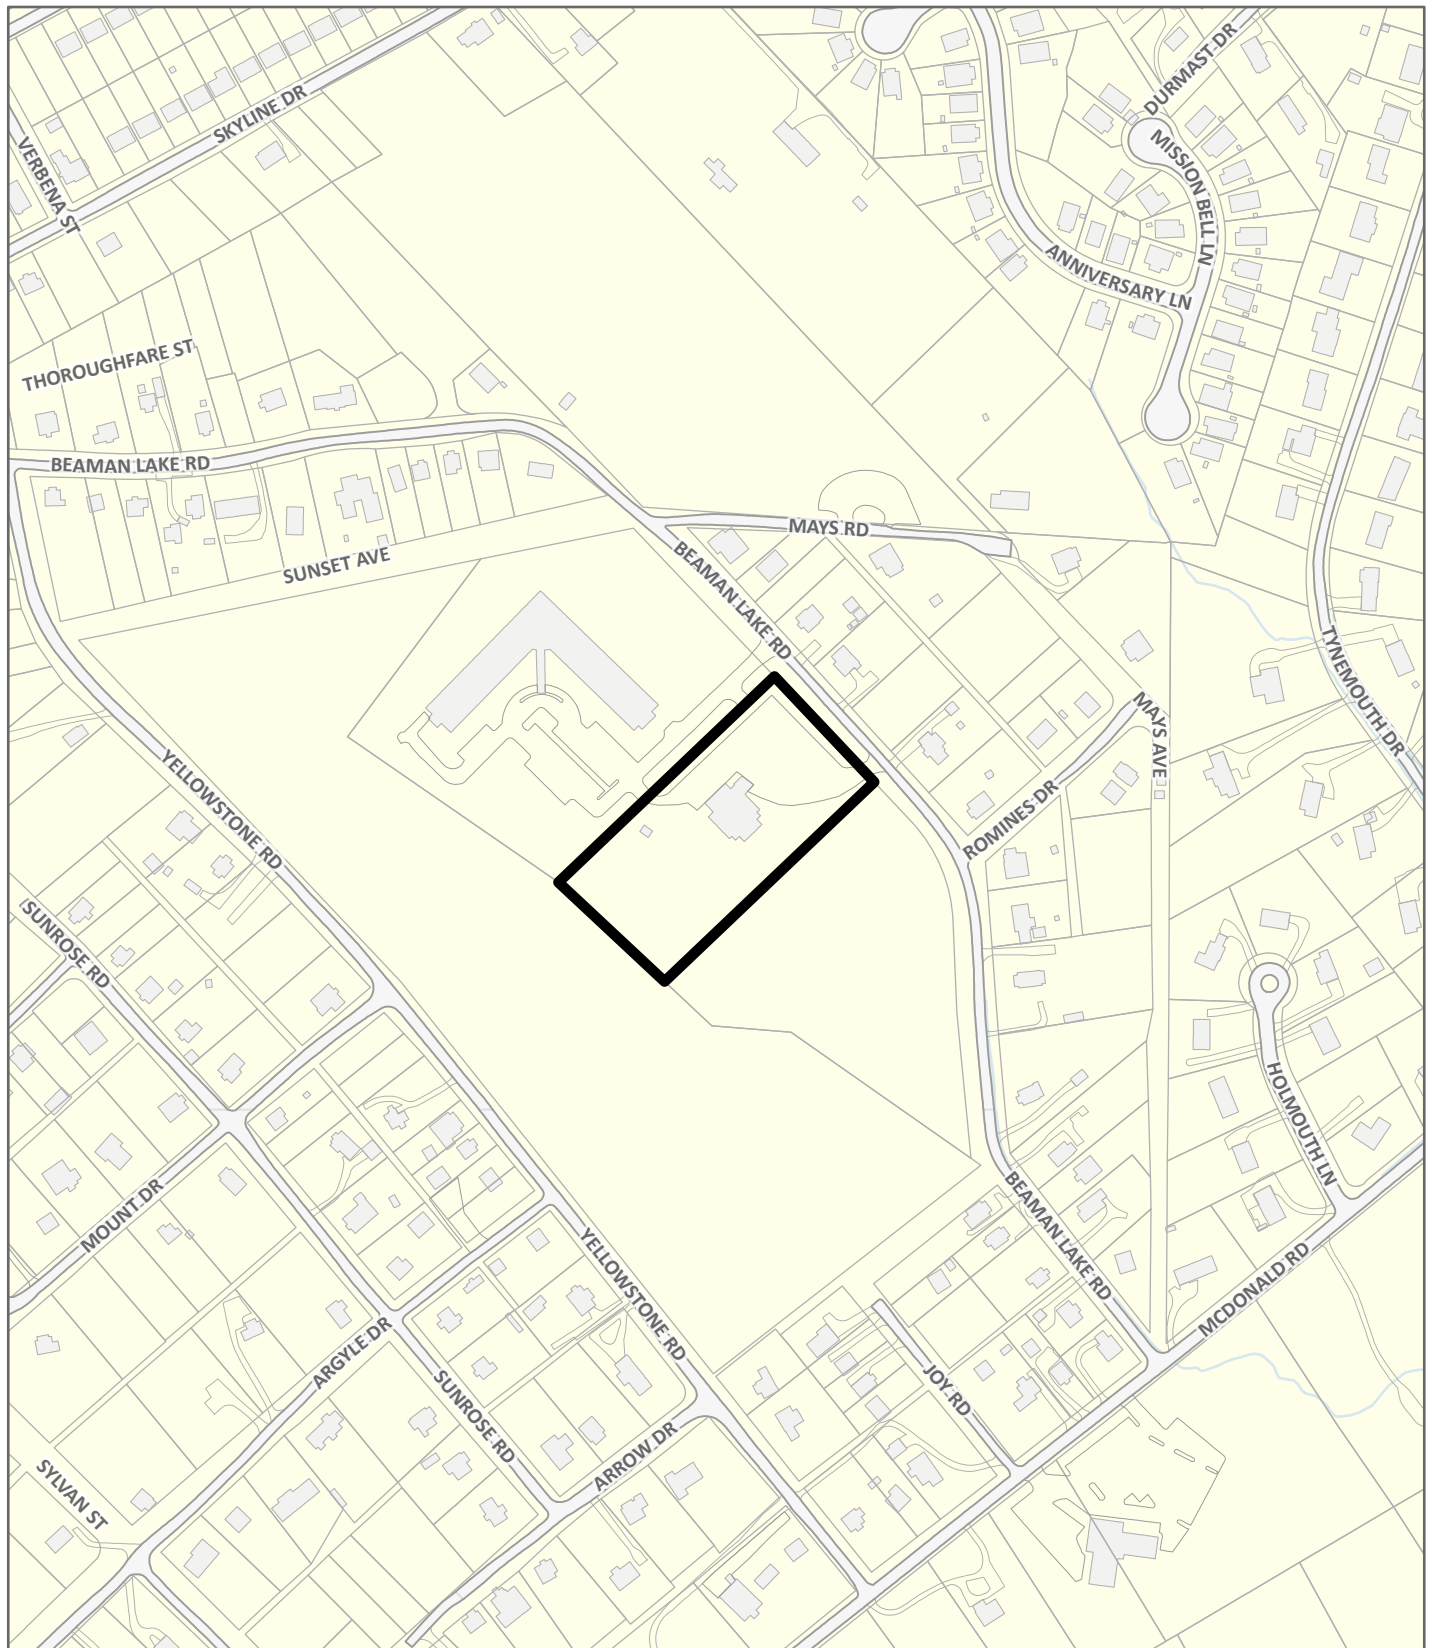 DURMAST DR
SKYLINE DR
VERBENA ST
MISSION BELL LN
ANNIVERSARY LN
THOROUGHFARE ST
BEAMAN LAKE RD
MAYS RD
SUNSET AVE
BEAMAN LAKE RD
TYNEMOUTH DR
MAYS AVE
YELLOWSTONE RD
ROMINES DR
SUNROSE RD
HOLMOUTH LN
MOUNT DR
BEAMAN LAKE RD
YELLOWSTONE RD
MCDONALD RD
ARGYLE DR
JOY RD
SUNROSE RD
ARROW DR
SYLVAN ST